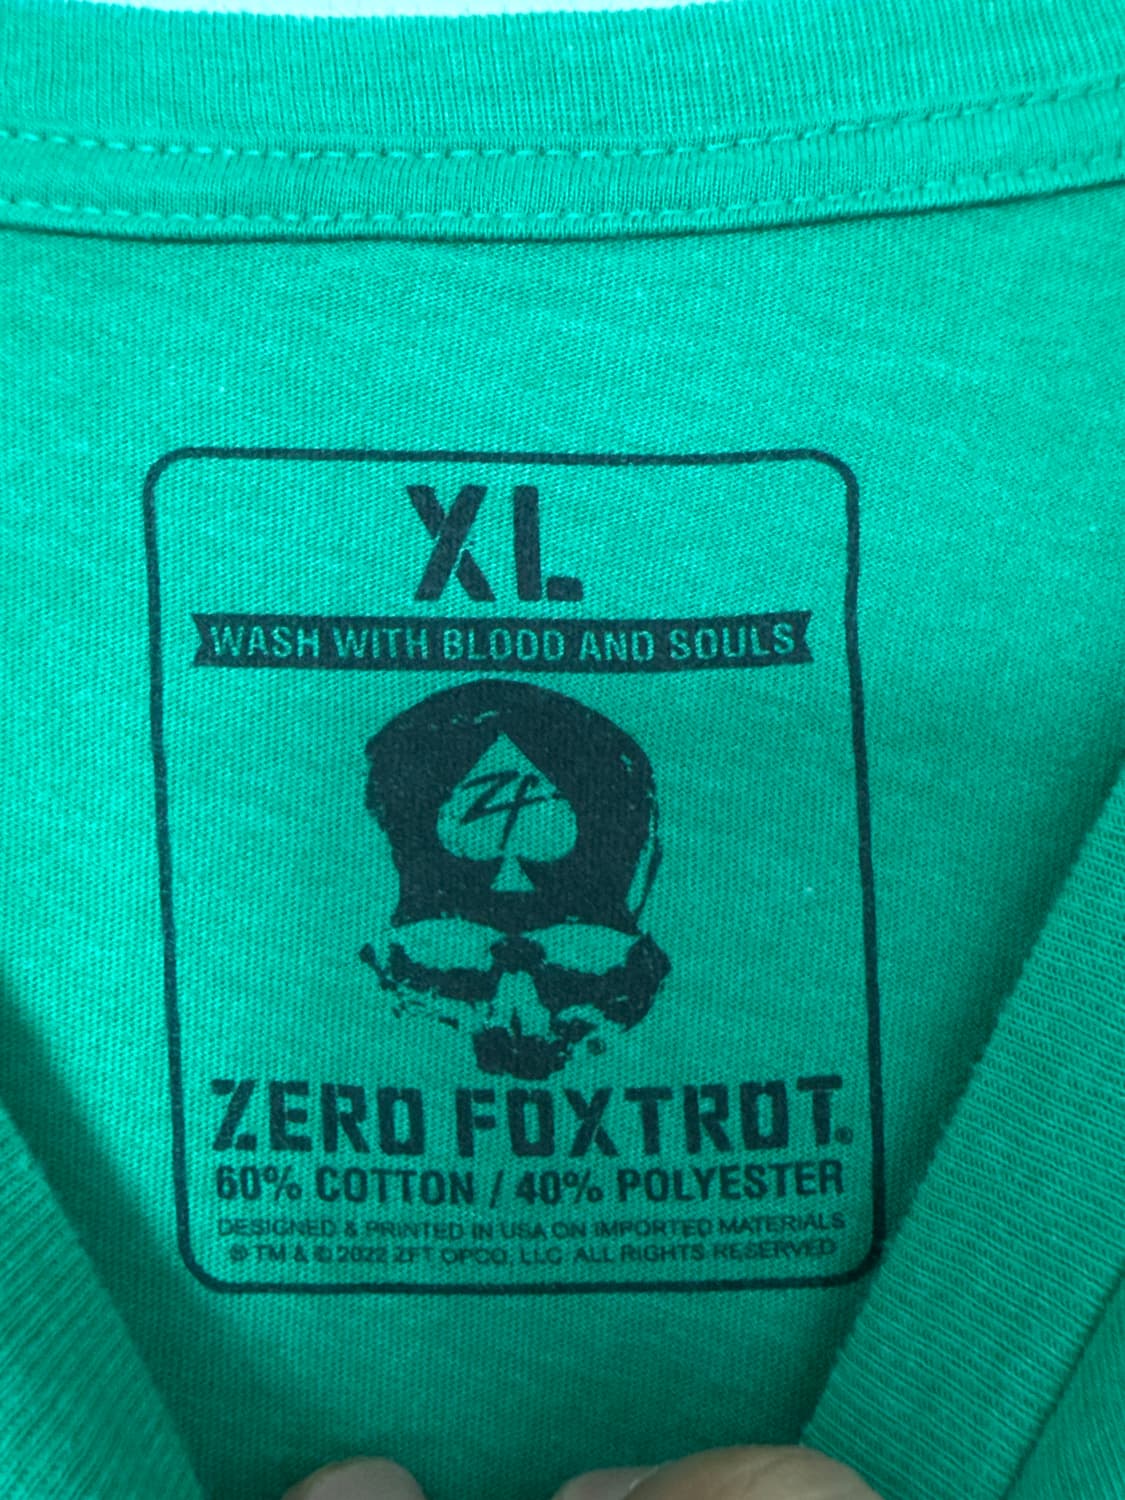 XL
WASH WITH BLOOD AND SOULS
ZF
ZERO FOXTROT.
60% COTTON / 40% POLYESTER
DESIGNED & PRINTED IN USA ON IMPORTED MATERIALS
® TM & © 2022 ZFT OPCO, LLC ALL RIGHTS RESERVED